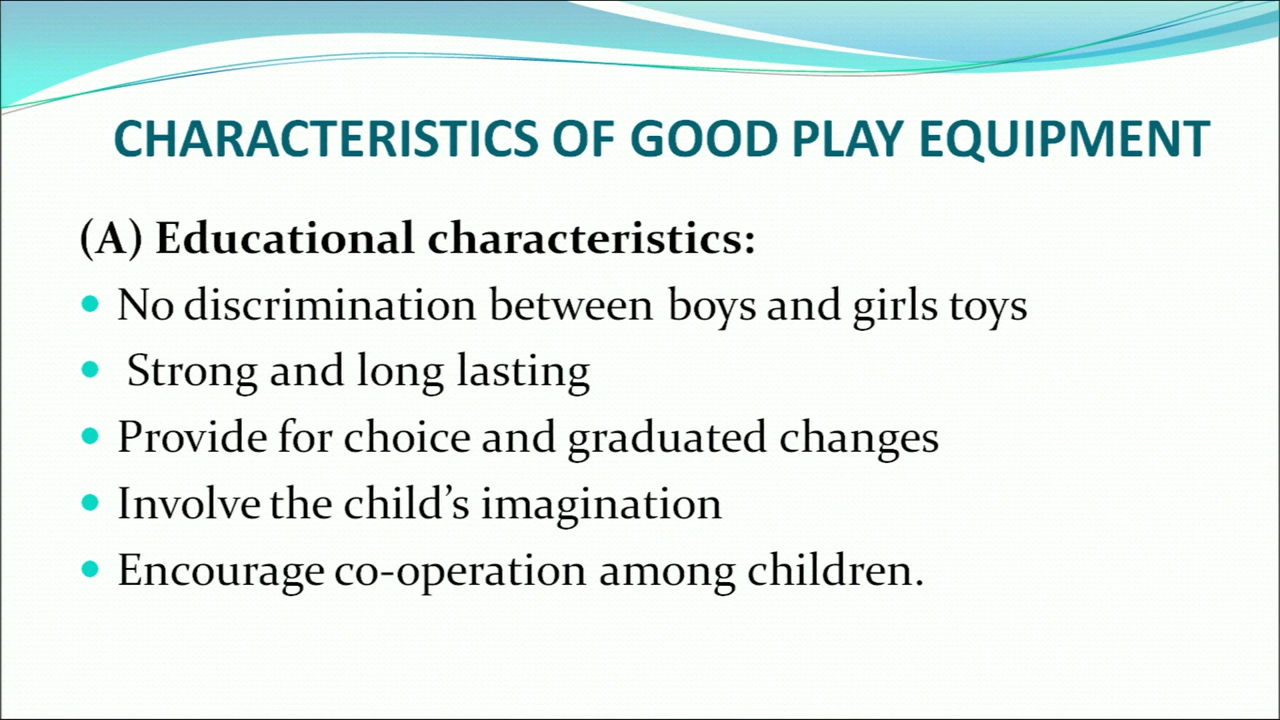 CHARACTERISTICS OF GOOD PLAY EQUIPMENT
(A) Educational characteristics:
• No discrimination between boys and girls toys
• Strong and long lasting
• Provide for choice and graduated changes
• Involve the child’s imagination
• Encourage co-operation among children.